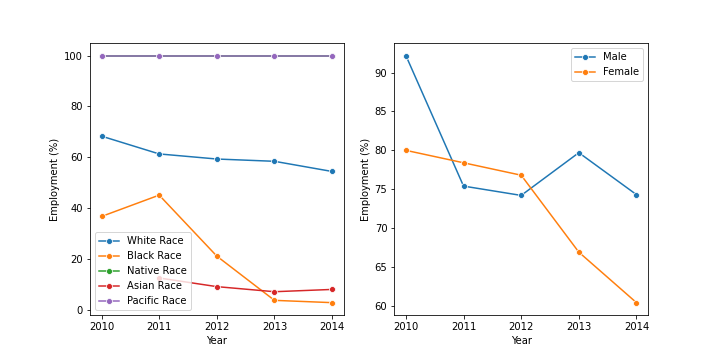 100
80
60
40
20
0
Employment (%)
White Race
Black Race
Native Race
Asian Race
Pacific Race
2010 2011 2012 2013 2014
Year
90
85
80
75
70
65
60
Employment (%)
Male
Female
2010 2011 2012 2013 2014
Year